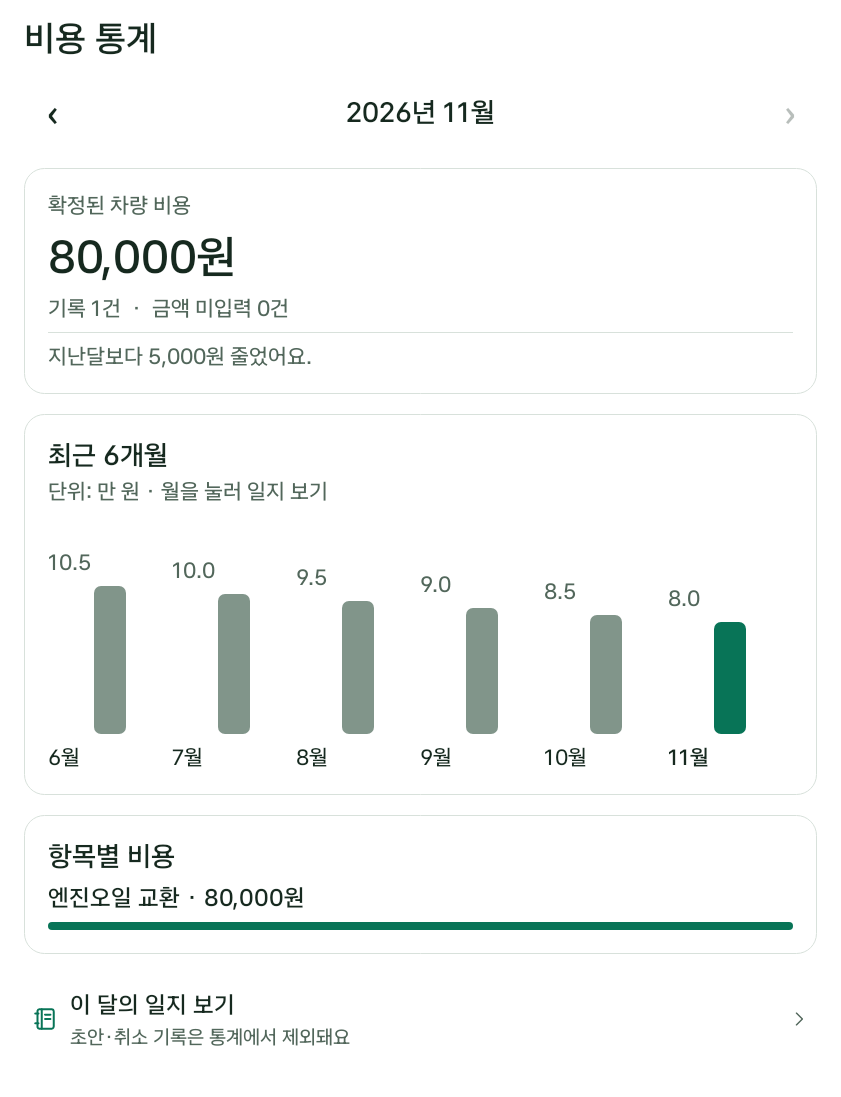 비용 통계
‹ 2026년 11월 ›
확정된 차량 비용
80,000원
기록 1건 · 금액 미입력 0건
지난달보다 5,000원 줄었어요.
최근 6개월
단위: 만 원 · 월을 눌러 일지 보기
10.5 10.0 9.5 9.0 8.5 8.0
6월 7월 8월 9월 10월 11월
항목별 비용
엔진오일 교환 · 80,000원
이 달의 일지 보기
초안·취소 기록은 통계에서 제외돼요